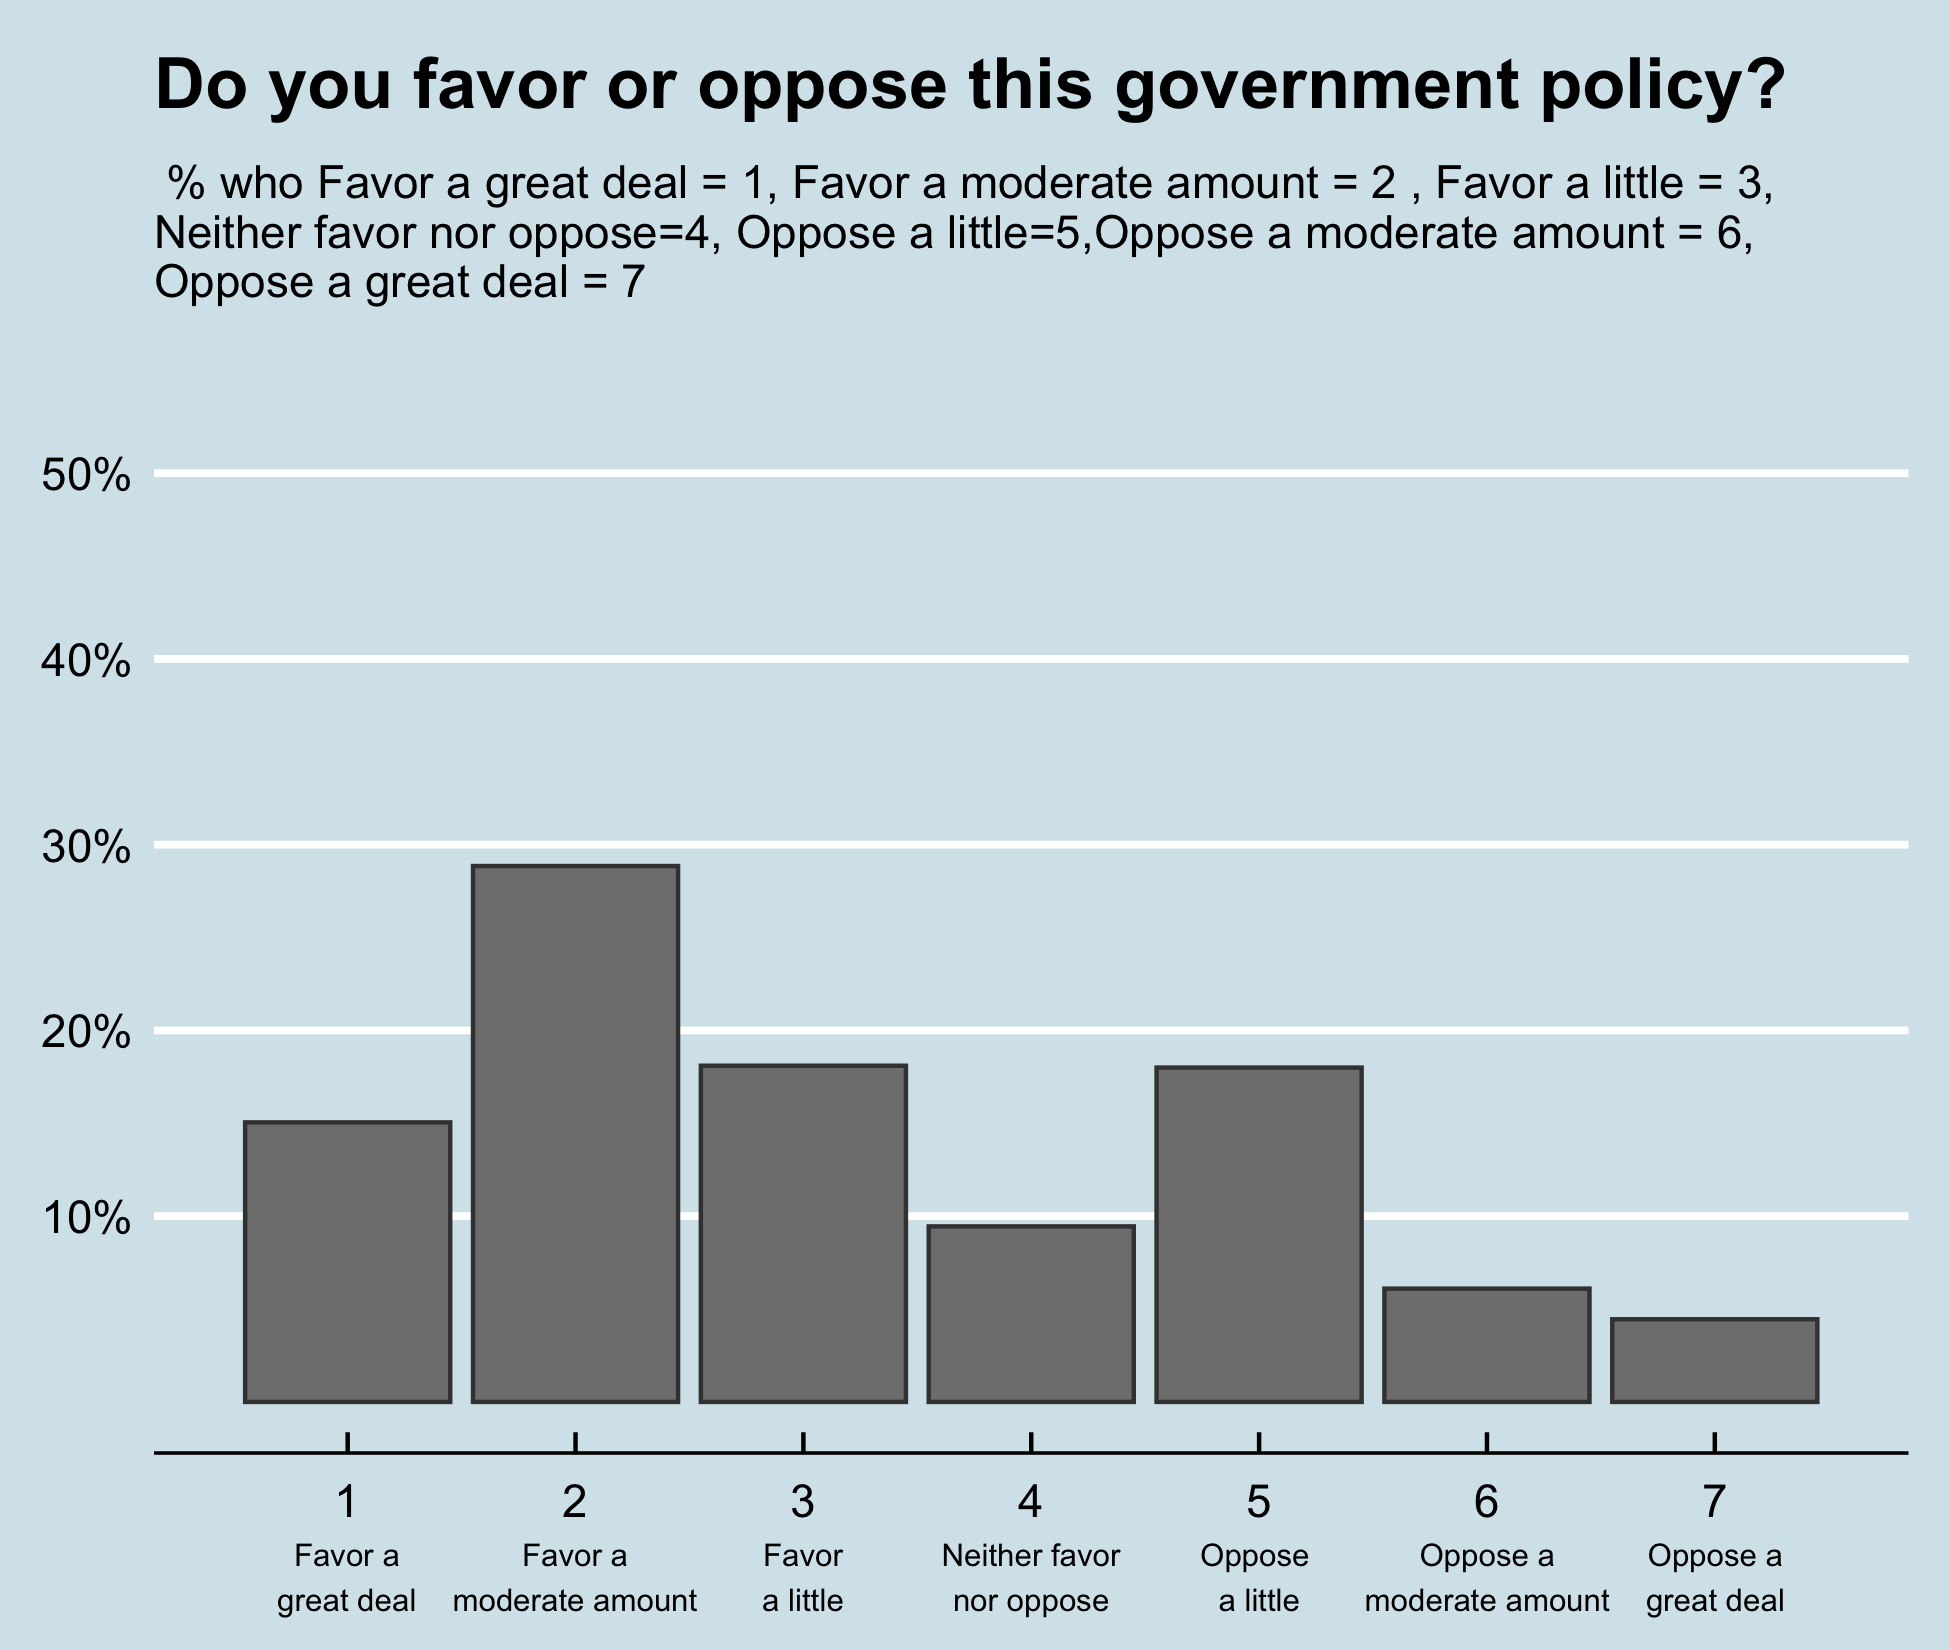 Do you favor or oppose this government policy?
% who Favor a great deal = 1, Favor a moderate amount = 2 , Favor a little = 3,
Neither favor nor oppose=4, Oppose a little=5,Oppose a moderate amount = 6,
Oppose a great deal = 7
50%
40%
30%
20%
10%
1 2 3 4 5 6 7
Favor a Favor a Favor Neither favor Oppose Oppose a Oppose a
great deal moderate amount a little nor oppose a little moderate amount great deal